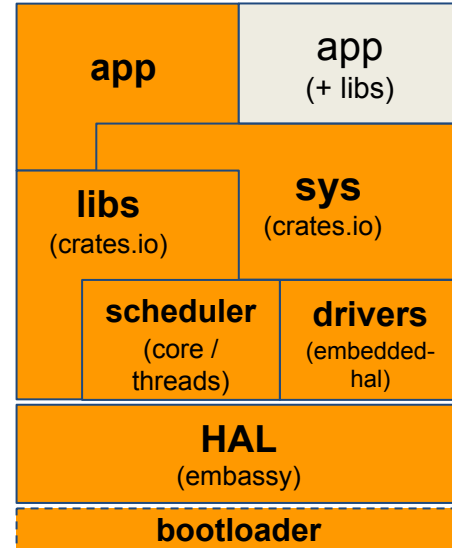 app
app
(+ libs)
sys
(crates.io)
libs
(crates.io)
scheduler
(core /
threads)
drivers
(embedded-
hal)
HAL
(embassy)
bootloader